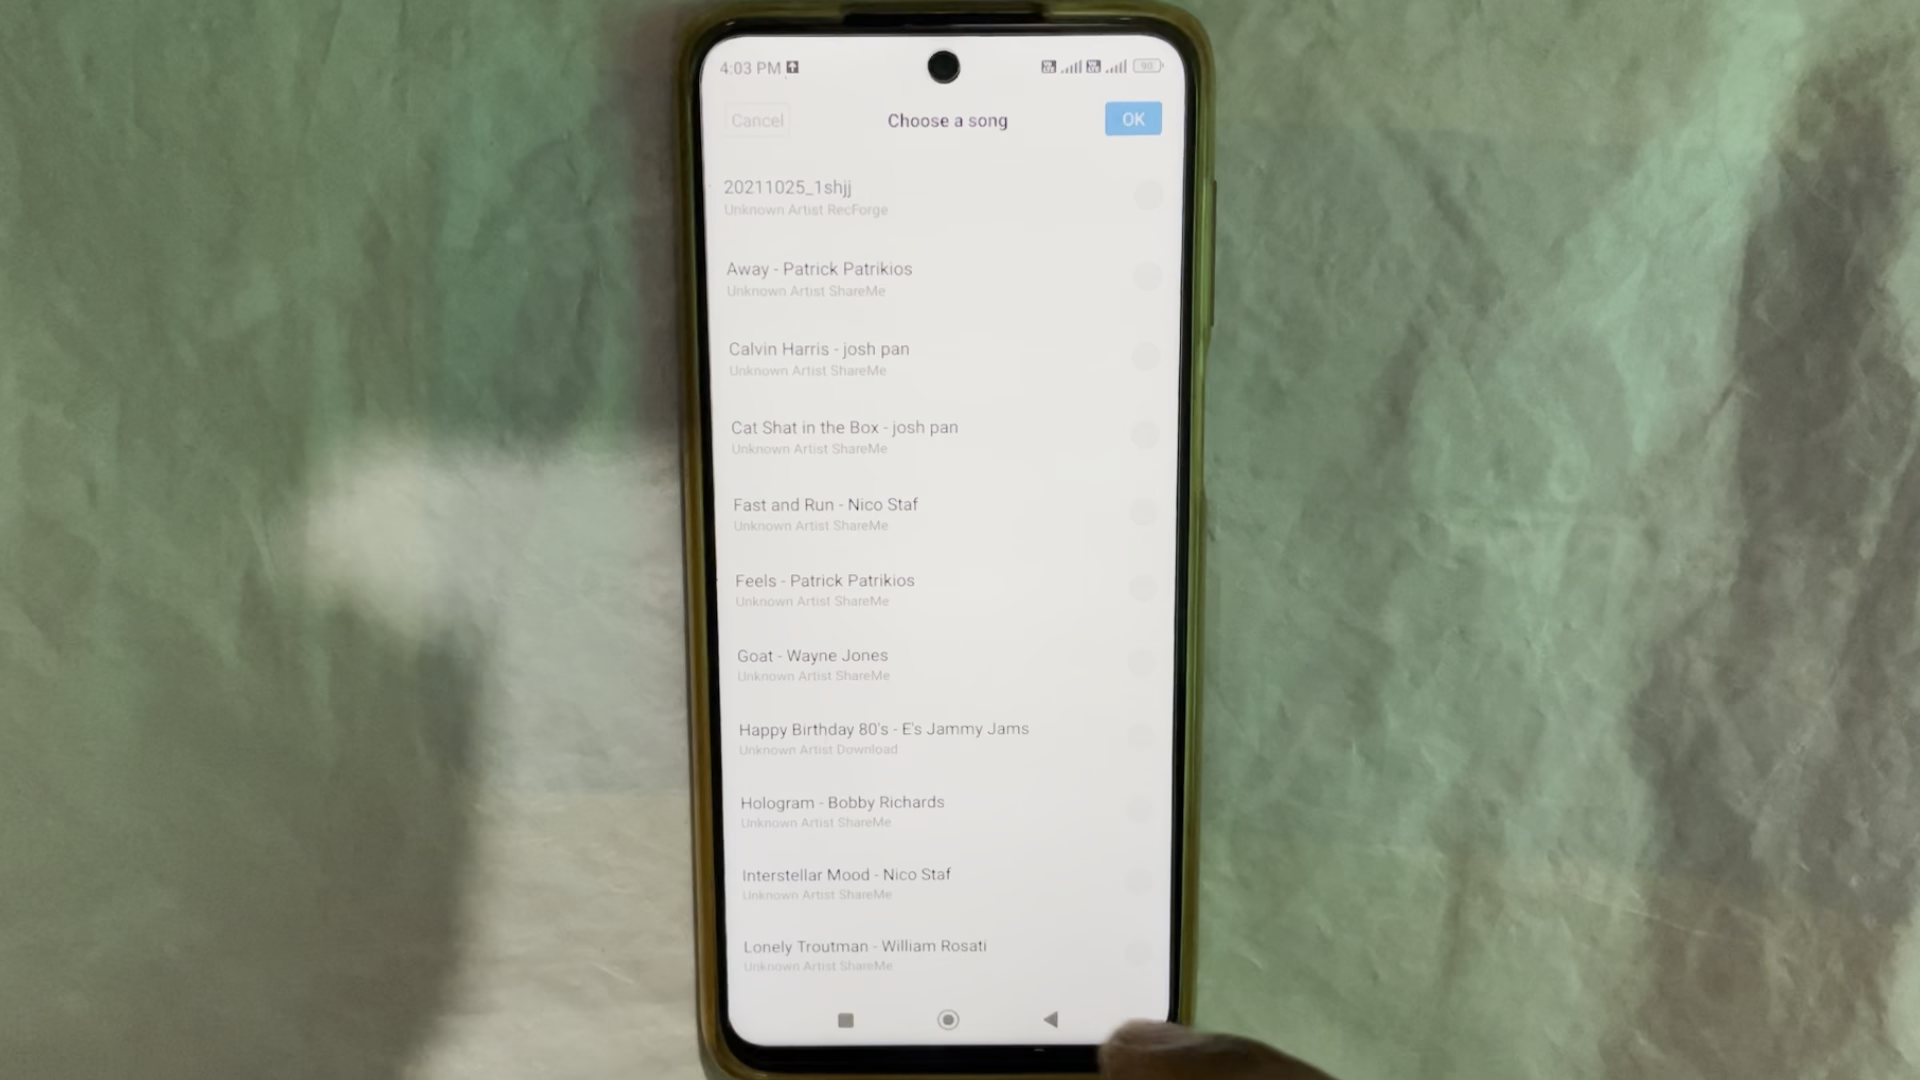 4:03 PM
90
Cancel
Choose a song
OK
20211025_1shjj
Unknown Artist RecForge
Away - Patrick Patrikios
Unknown Artist ShareMe
Calvin Harris - josh pan
Unknown Artist ShareMe
Cat Shat in the Box - josh pan
Unknown Artist ShareMe
Fast and Run - Nico Staf
Unknown Artist ShareMe
Feels - Patrick Patrikios
Unknown Artist ShareMe
Goat - Wayne Jones
Unknown Artist ShareMe
Happy Birthday 80's - E's Jammy Jams
Unknown Artist Download
Hologram - Bobby Richards
Unknown Artist ShareMe
Interstellar Mood - Nico Staf
Unknown Artist ShareMe
Lonely Troutman - William Rosati
Unknown Artist ShareMe